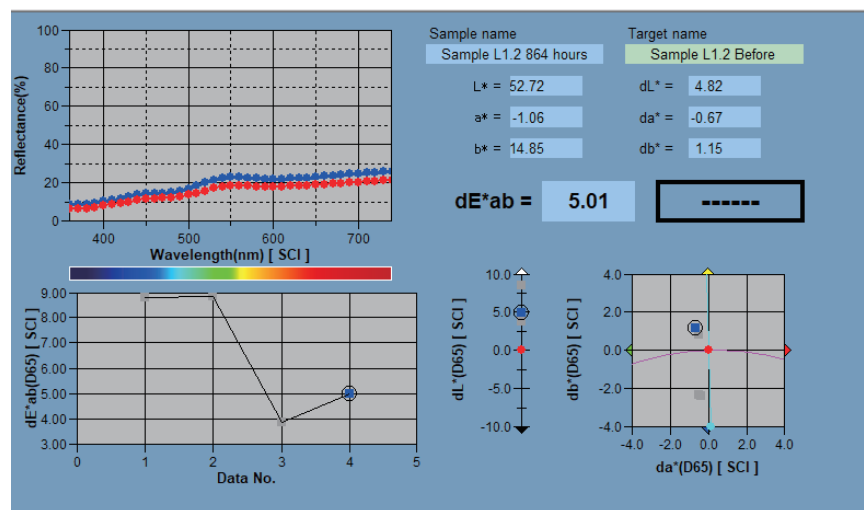 100
80
60
40
20
0
Reflectance(%)
400 500 600 700
Wavelength(nm) [ SCI ]
Sample name
Sample L1.2 864 hours
Target name
Sample L1.2 Before
L* = 52.72
dL* = 4.82
a* = -1.06
da* = -0.67
b* = 14.85
db* = 1.15
dE*ab = 5.01
------
9.00
8.00
7.00
6.00
5.00
4.00
3.00
dE*ab(D65) [ SCI ]
0 1 2 3 4 5
Data No.
10.0
5.0
0.0
-5.0
-10.0
dL*(D65) [ SCI ]
4.0
2.0
0.0
-2.0
-4.0
db*(D65) [ SCI ]
-4.0 -2.0 0.0 2.0 4.0
da*(D65) [ SCI ]